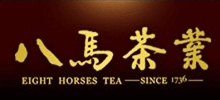 八馬茶業
EIGHT HORSES TEA — SINCE 1736 —